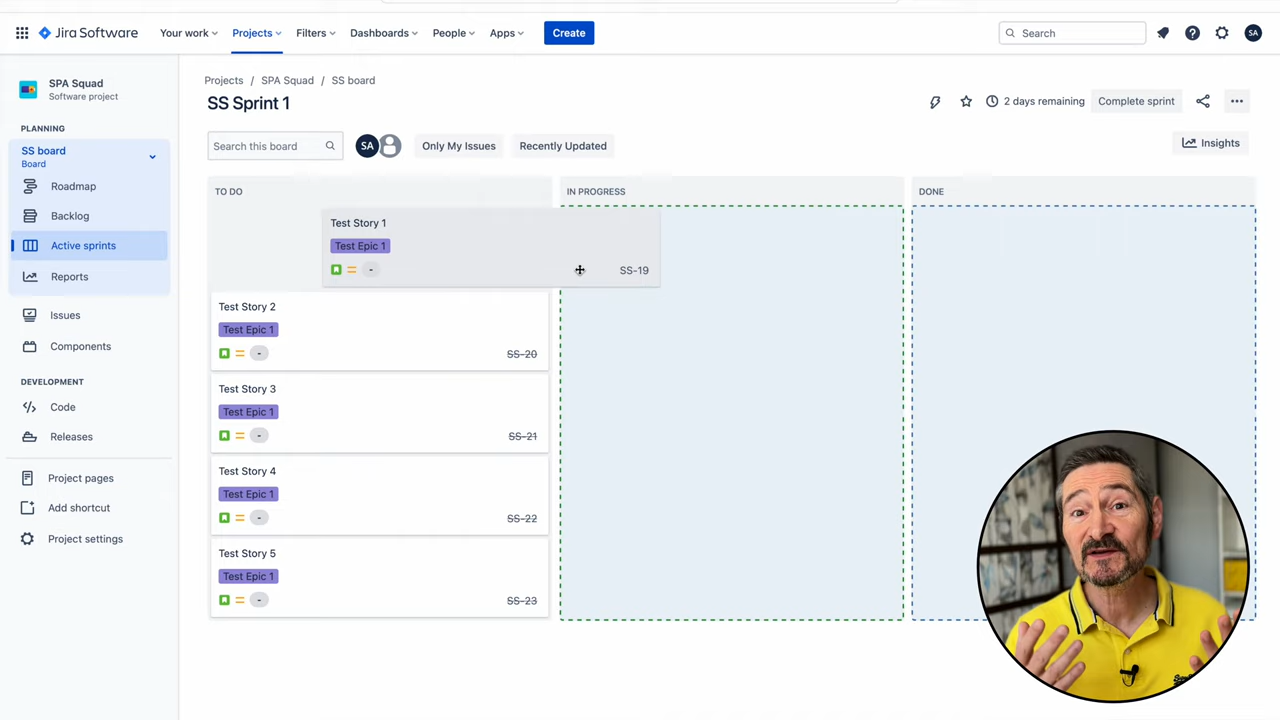 Jira Software
Your work
Projects
Filters
Dashboards
People
Apps
Create
Search
SA
SPA Squad
Software project
PLANNING
SS board
Board
Roadmap
Backlog
Active sprints
Reports
Issues
Components
DEVELOPMENT
Code
Releases
Project pages
Add shortcut
Project settings
Projects / SPA Squad / SS board
SS Sprint 1
2 days remaining
Complete sprint
Search this board
SA
Only My Issues
Recently Updated
Insights
TO DO
IN PROGRESS
DONE
Test Story 1
Test Epic 1
-
SS-19
Test Story 2
Test Epic 1
-
SS-20
Test Story 3
Test Epic 1
-
SS-21
Test Story 4
Test Epic 1
-
SS-22
Test Story 5
Test Epic 1
-
SS-23